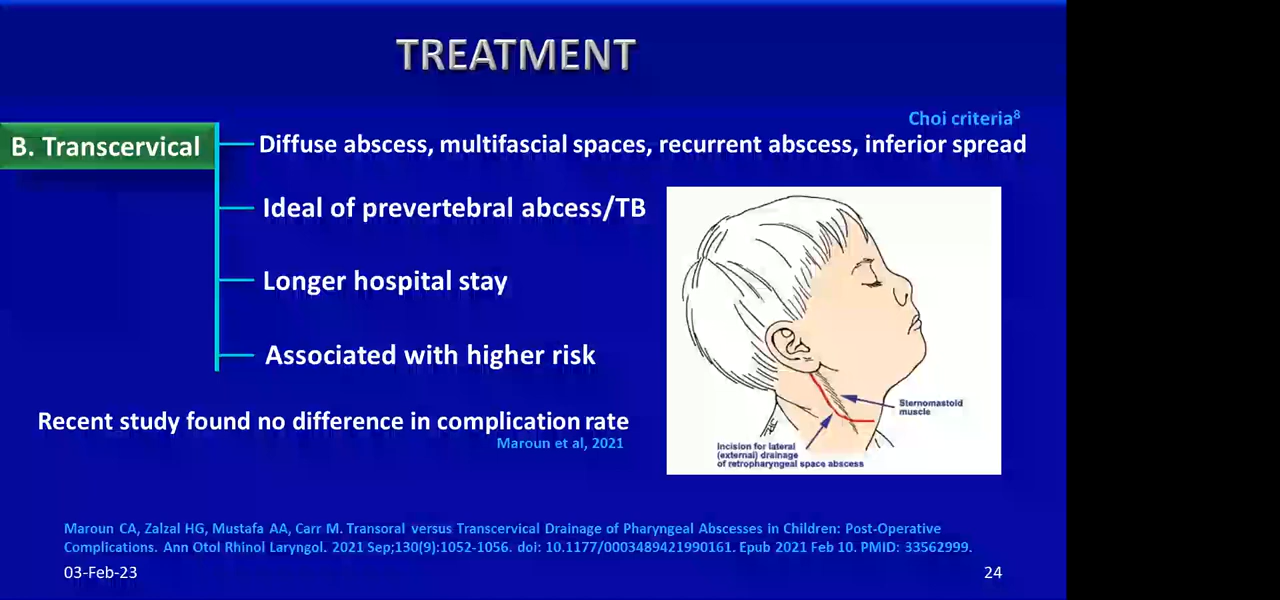 TREATMENT
Choi criteria8
B. Transcervical
Diffuse abscess, multifascial spaces, recurrent abscess, inferior spread
Ideal of prevertebral abcess/TB
Longer hospital stay
Associated with higher risk
Sternomastoid
muscle
Incision for lateral
(external) drainage
of retropharyngeal space abscess
Recent study found no difference in complication rate
Maroun et al, 2021
Maroun CA, Zalzal HG, Mustafa AA, Carr M. Transoral versus Transcervical Drainage of Pharyngeal Abscesses in Children: Post-Operative
Complications. Ann Otol Rhinol Laryngol. 2021 Sep;130(9):1052-1056. doi: 10.1177/0003489421990161. Epub 2021 Feb 10. PMID: 33562999.
03-Feb-23
24